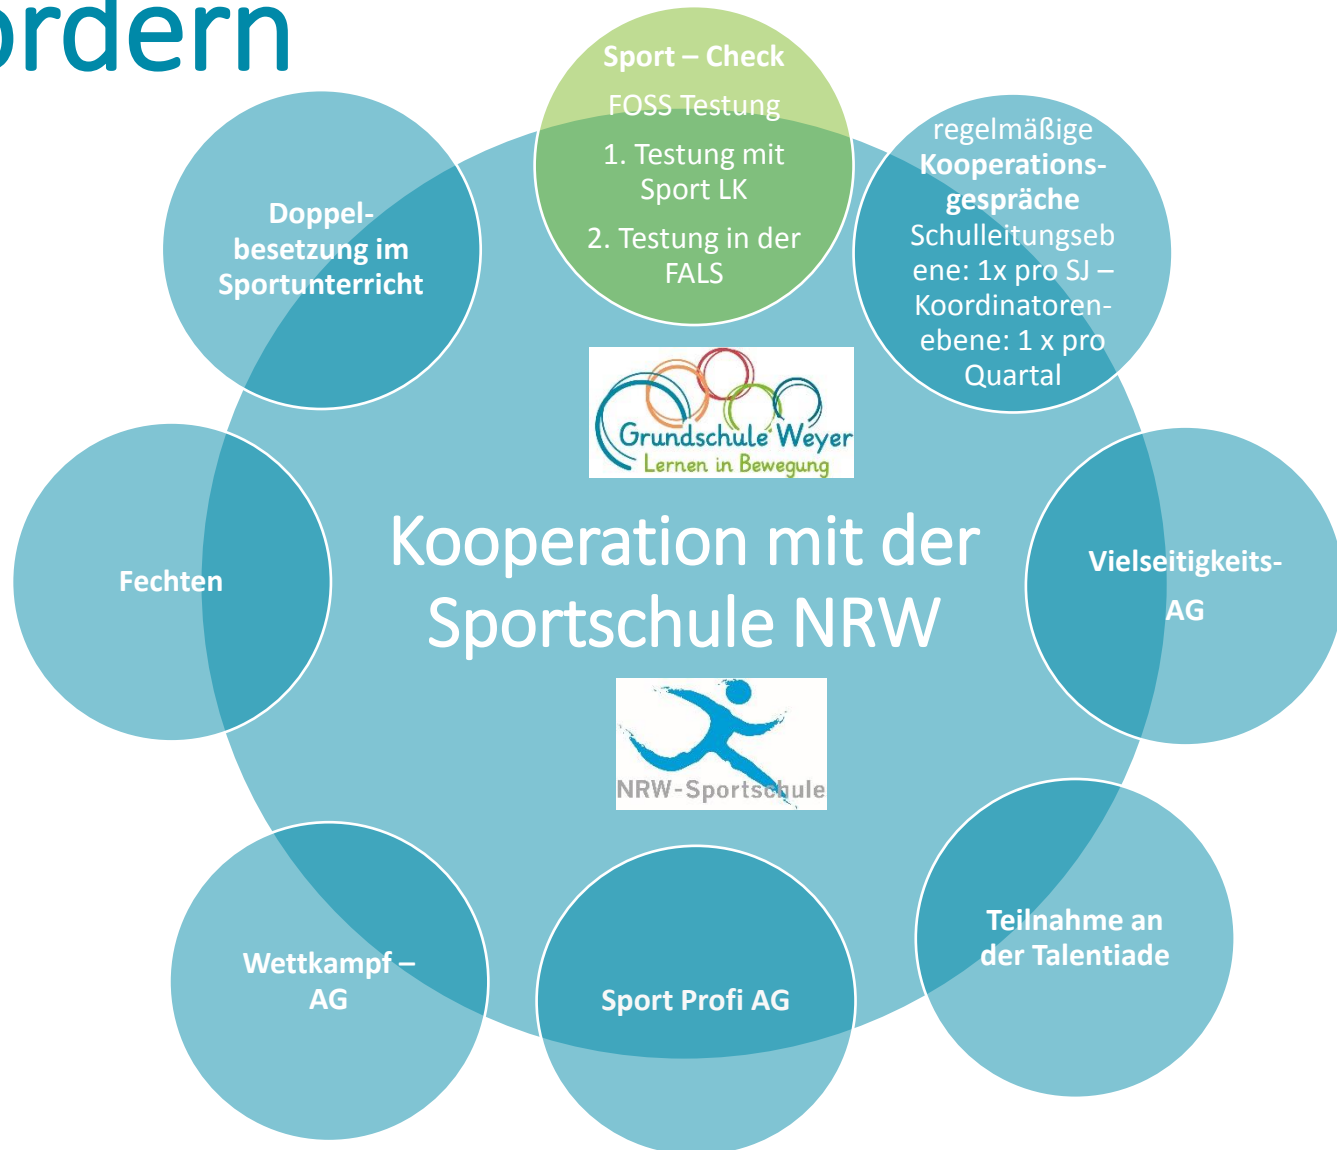 ordern
Sport – Check
FOSS Testung
1. Testung mit
Sport LK
2. Testung in der
FALS
regelmäßige
Kooperations-
gespräche
Schulleitungseb
ene: 1x pro SJ –
Koordinatoren-
ebene: 1 x pro
Quartal
Doppel-
besetzung im
Sportunterricht
Grundschule Weyer
Lernen in Bewegung
Kooperation mit der
Sportschule NRW
Fechten
Vielseitigkeits-
AG
NRW-Sportschule
Teilnahme an
der Talentiade
Wettkampf –
AG
Sport Profi AG